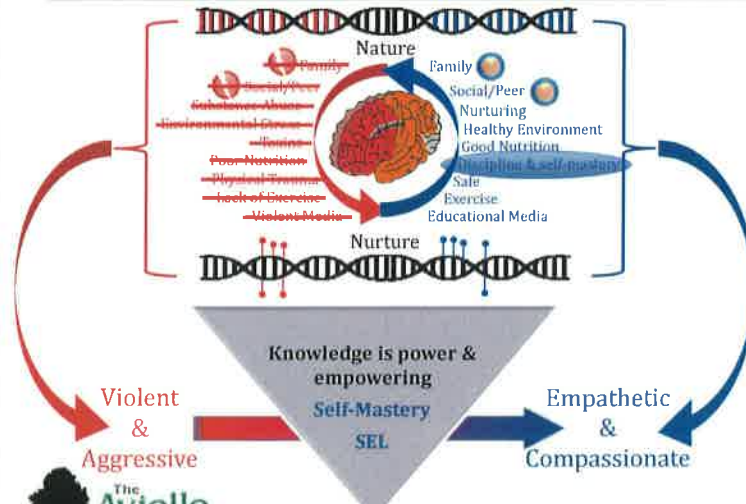 Nature
Family
Social/Peer
Substance Abuse
Environmental Stress
Toxins
Poor Nutrition
Physical Trauma
Lack of Exercise
Violent Media
Family
Social/Peer
Nurturing
Healthy Environment
Good Nutrition
Discipline & self-mastery
Safe
Exercise
Educational Media
Nurture
Knowledge is power &
empowering
Self-Mastery
SEL
Violent
&
Aggressive
Empathetic
&
Compassionate
The
Avielle